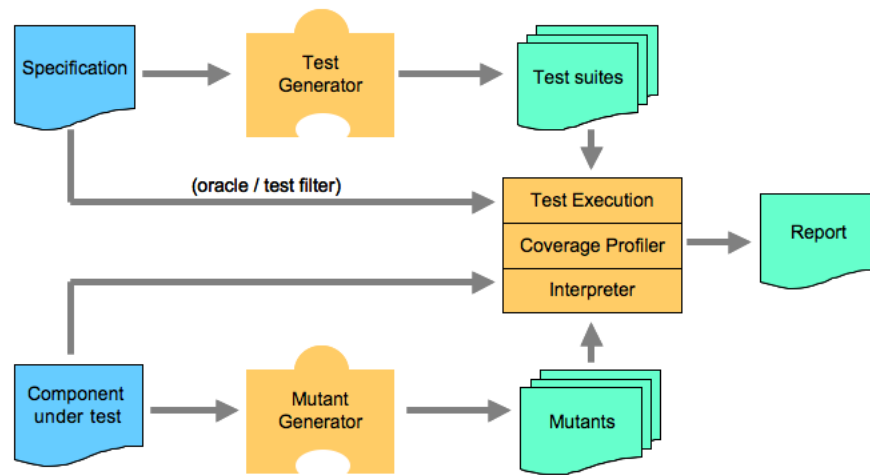 Specification
Test
Generator
Test suites
(oracle / test filter)
Test Execution
Coverage Profiler
Interpreter
Report
Component
under test
Mutant
Generator
Mutants